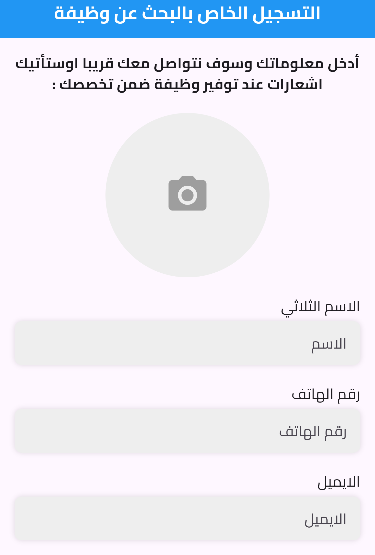 التسجيل الخاص بالبحث عن وظيفة
أدخل معلوماتك وسوف نتواصل معك قريبا اوستأتيك
اشعارات عند توفير وظيفة ضمن تخصصك :
الاسم الثلاثي
الاسم
رقم الهاتف
رقم الهاتف
الايميل
الايميل